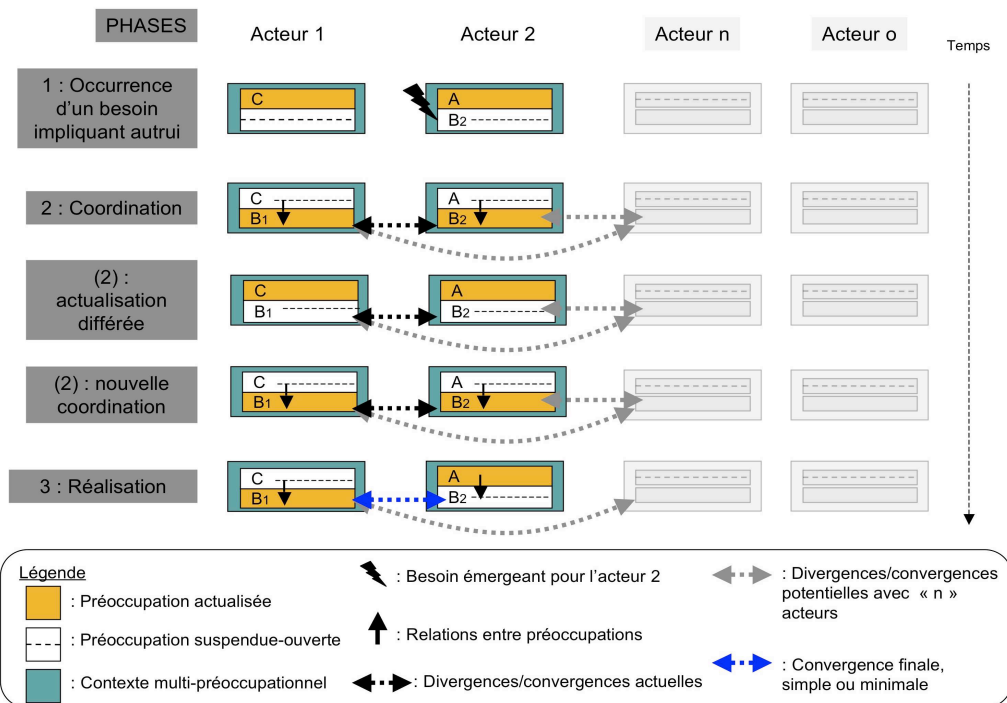 PHASES
Acteur 1
Acteur 2
Acteur n
Acteur o
Temps
1 : Occurrence
d'un besoin
impliquant autrui
C
A
B2
2 : Coordination
C
B1
A
B2
(2) :
actualisation
différée
C
B1
A
B2
(2) : nouvelle
coordination
C
B1
A
B2
3 : Réalisation
C
B1
A
B2
Légende
: Préoccupation actualisée
: Préoccupation suspendue-ouverte
: Contexte multi-préoccupationnel
: Besoin émergeant pour l'acteur 2
: Relations entre préoccupations
: Divergences/convergences actuelles
: Divergences/convergences
potentielles avec « n »
acteurs
: Convergence finale,
simple ou minimale